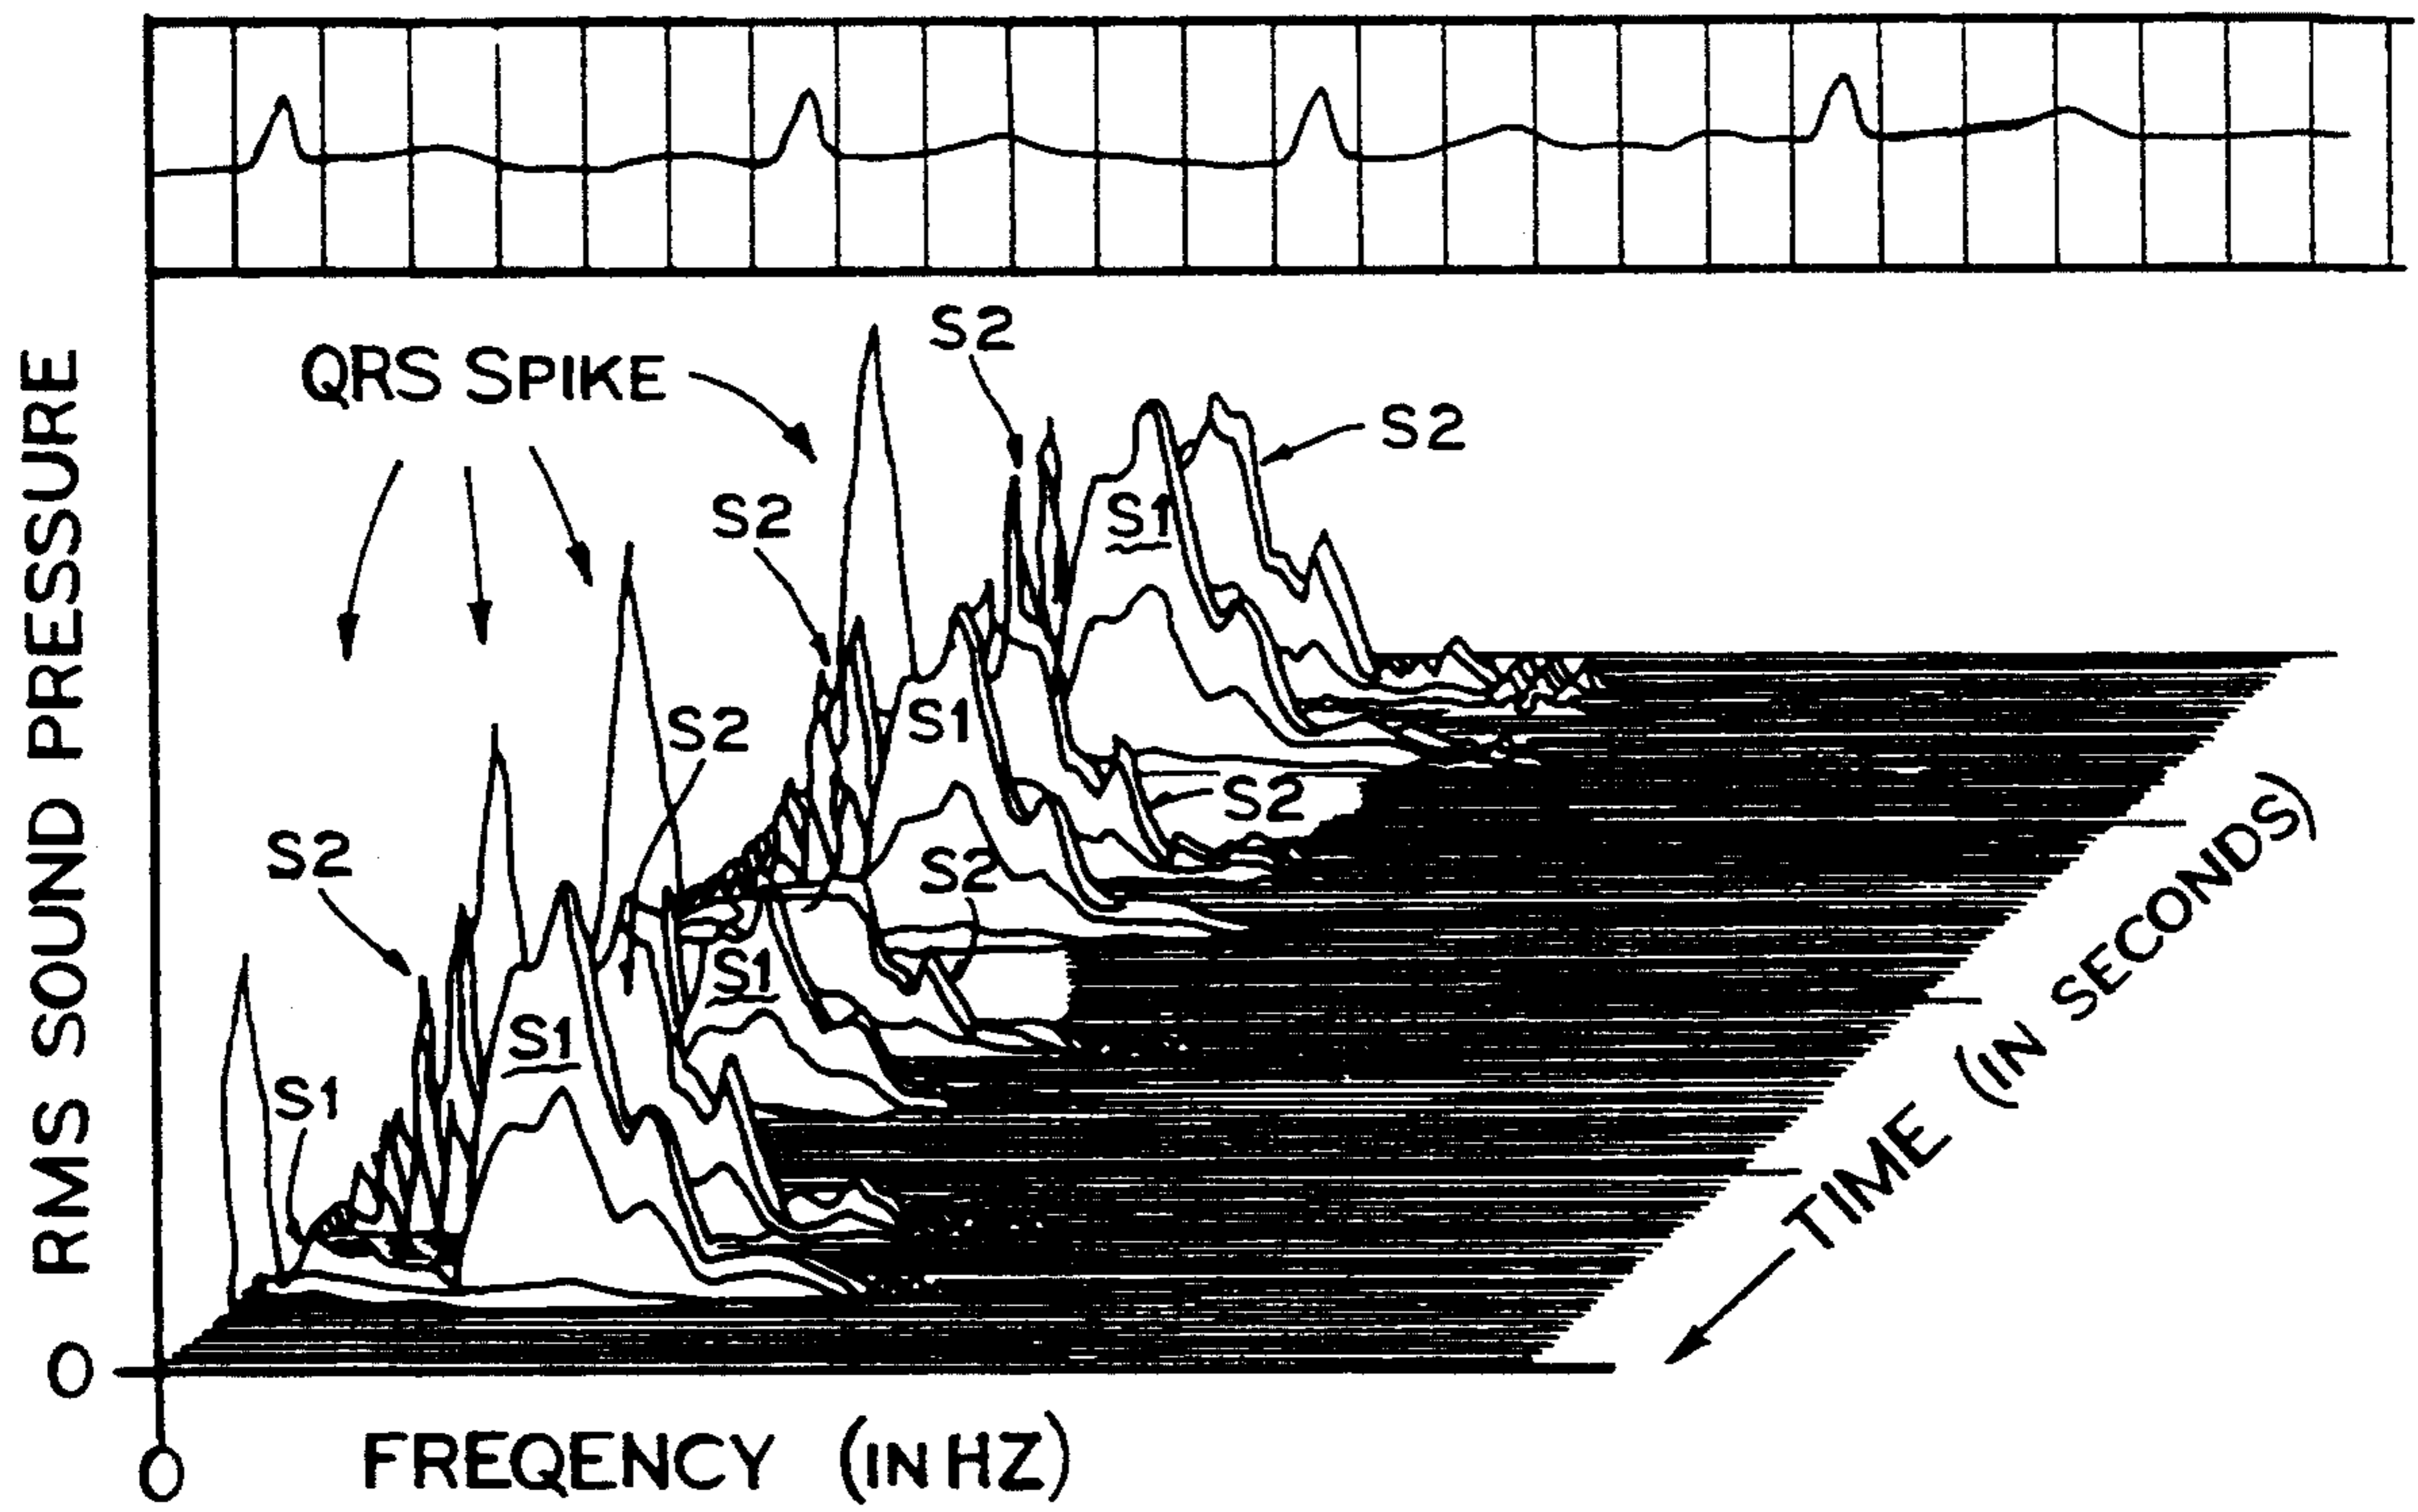 S2
QRS SPIKE
S2
S2
S1
S2
S2
S1
S2
S2
S2
S1
S1
S1
RMS SOUND PRESSURE
TIME (IN SECONDS)
0
FREQENCY (IN HZ)
0